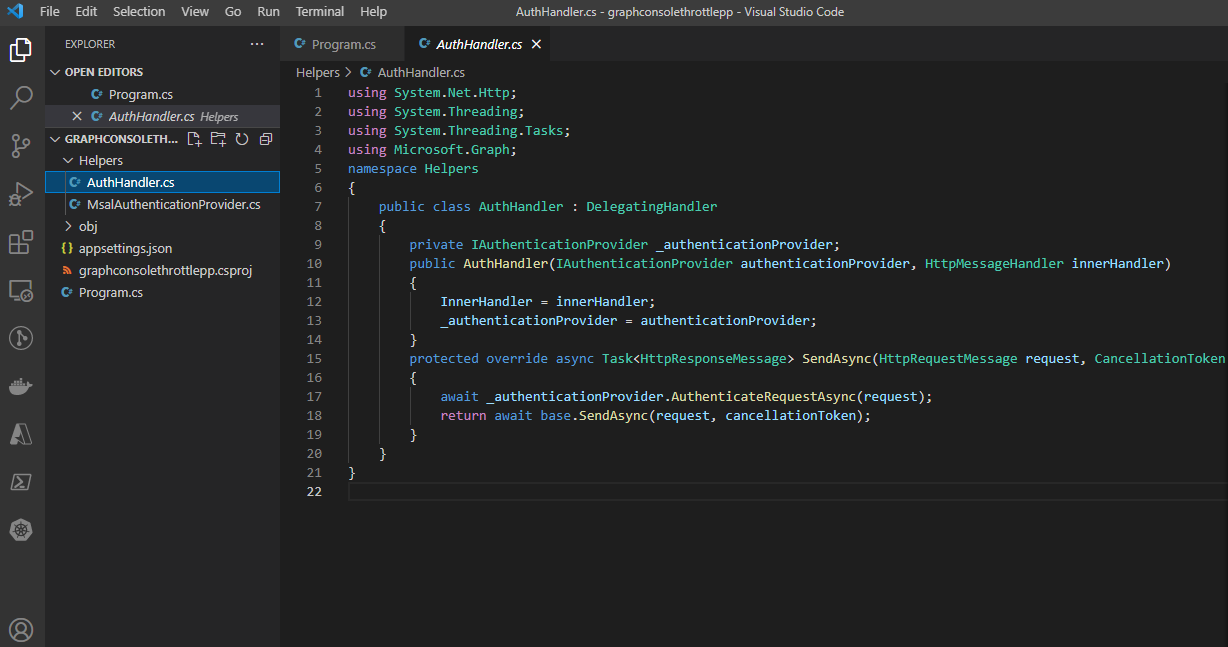 File Edit Selection View Go Run Terminal Help
AuthHandler.cs - graphconsolethrottlepp - Visual Studio Code
EXPLORER
OPEN EDITORS
C# Program.cs
C# AuthHandler.cs Helpers
GRAPHCONSOLETH...
Helpers
C# AuthHandler.cs
C# MsalAuthenticationProvider.cs
obj
{} appsettings.json
graphconsolethrottlepp.csproj
C# Program.cs
C# Program.cs
C# AuthHandler.cs
Helpers > C# AuthHandler.cs
1 using System.Net.Http;
2 using System.Threading;
3 using System.Threading.Tasks;
4 using Microsoft.Graph;
5 namespace Helpers
6 {
7 public class AuthHandler : DelegatingHandler
8 {
9 private IAuthenticationProvider _authenticationProvider;
10 public AuthHandler(IAuthenticationProvider authenticationProvider, HttpMessageHandler innerHandler)
11 {
12 InnerHandler = innerHandler;
13 _authenticationProvider = authenticationProvider;
14 }
15 protected override async Task<HttpResponseMessage> SendAsync(HttpRequestMessage request, CancellationToken
16 {
17 await _authenticationProvider.AuthenticateRequestAsync(request);
18 return await base.SendAsync(request, cancellationToken);
19 }
20 }
21 }
22